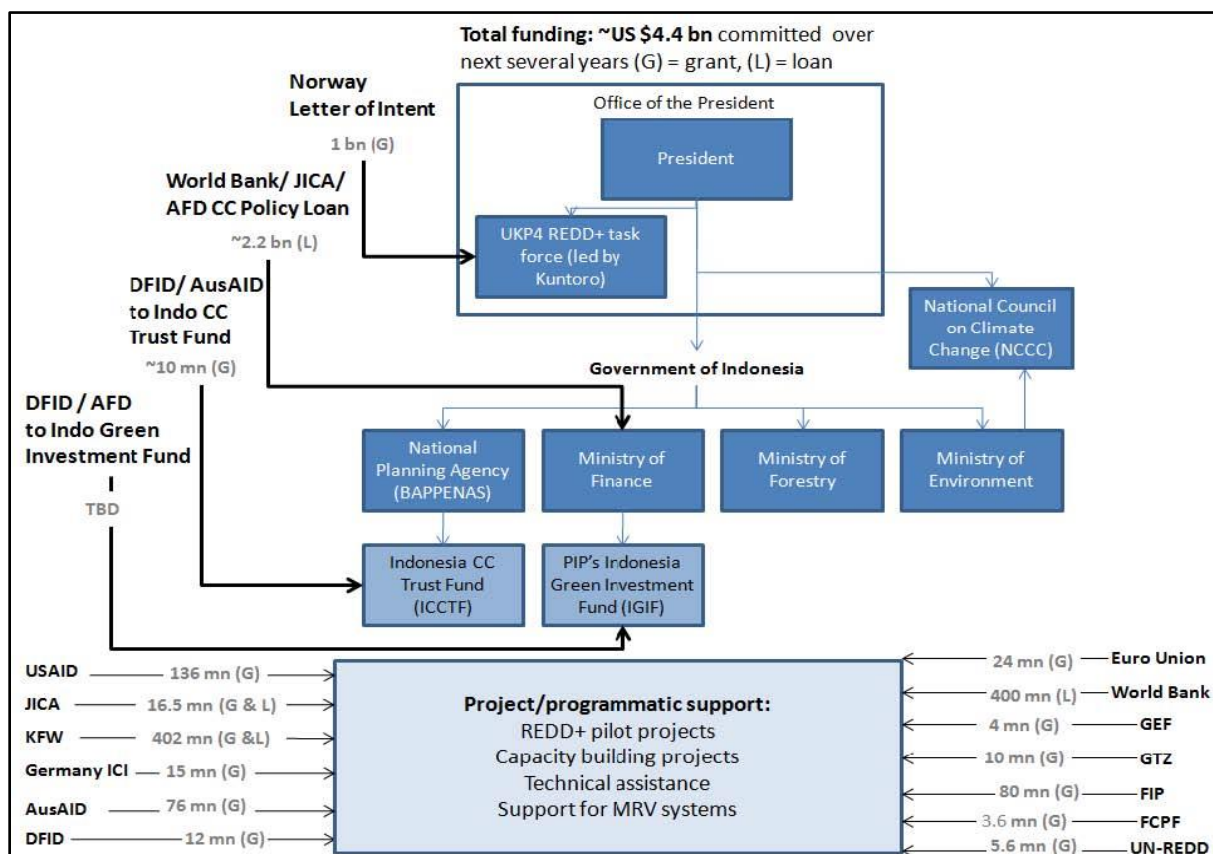 Total funding: ~US $4.4 bn committed over
next several years (G) = grant, (L) = loan
Norway
Letter of Intent
1 bn (G)
Office of the President
President
World Bank/ JICA/
AFD CC Policy Loan
~2.2 bn (L)
UKP4 REDD+ task
force (led by
Kuntoro)
DFID/ AusAID
to Indo CC
Trust Fund
~10 mn (G)
National Council
on Climate
Change (NCCC)
Government of Indonesia
DFID / AFD
to Indo Green
Investment Fund
TBD
National
Planning Agency
(BAPPENAS)
Ministry of
Finance
Ministry of
Forestry
Ministry of
Environment
Indonesia CC
Trust Fund
(ICCTF)
PIP's Indonesia
Green Investment
Fund (IGIF)
USAID 136 mn (G)
JICA 16.5 mn (G & L)
KFW 402 mn (G &L)
Germany ICI 15 mn (G)
AusAID 76 mn (G)
DFID 12 mn (G)
Project/programmatic support:
REDD+ pilot projects
Capacity building projects
Technical assistance
Support for MRV systems
24 mn (G) Euro Union
400 mn (L) World Bank
4 mn (G) GEF
10 mn (G) GTZ
80 mn (G) FIP
3.6 mn (G) FCPF
5.6 mn (G) UN-REDD